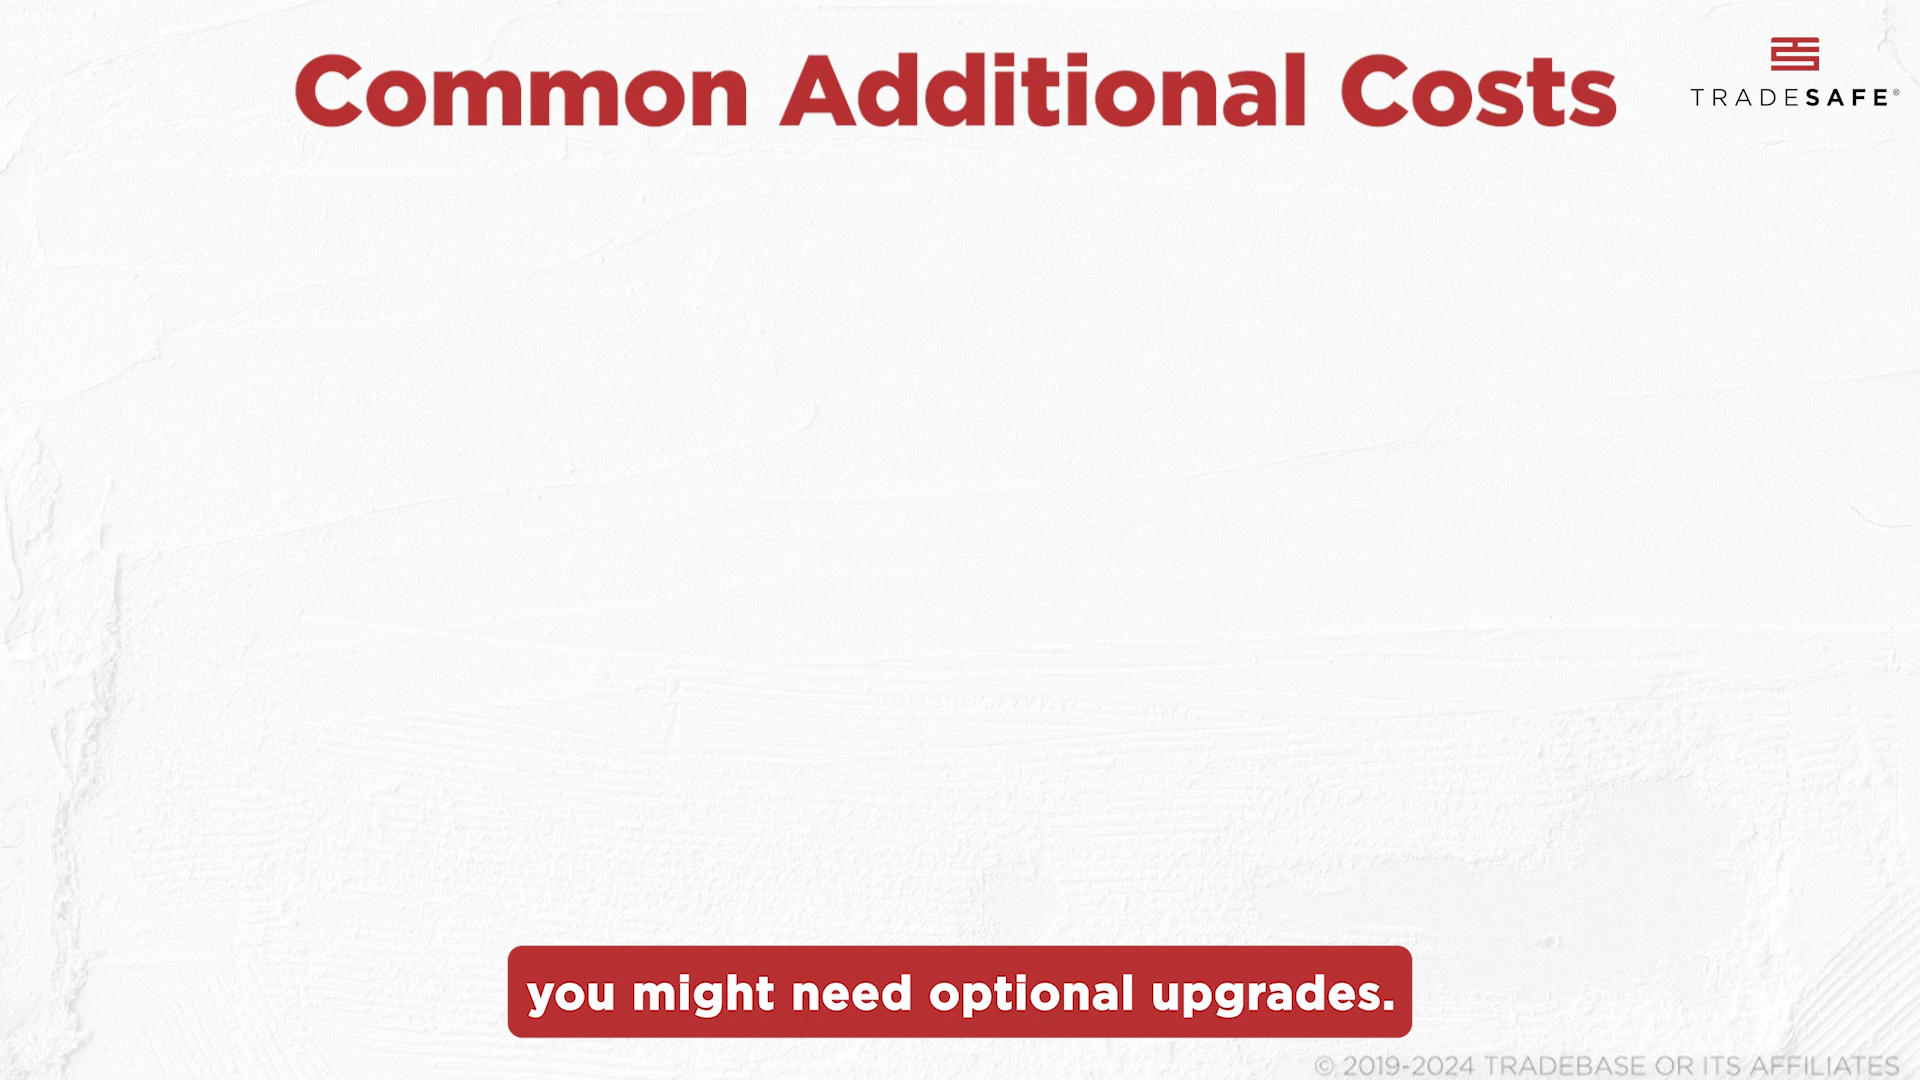 Common Additional Costs
TRADESAFE®
you might need optional upgrades.
© 2019-2024 TRADEBASE OR ITS AFFILIATES